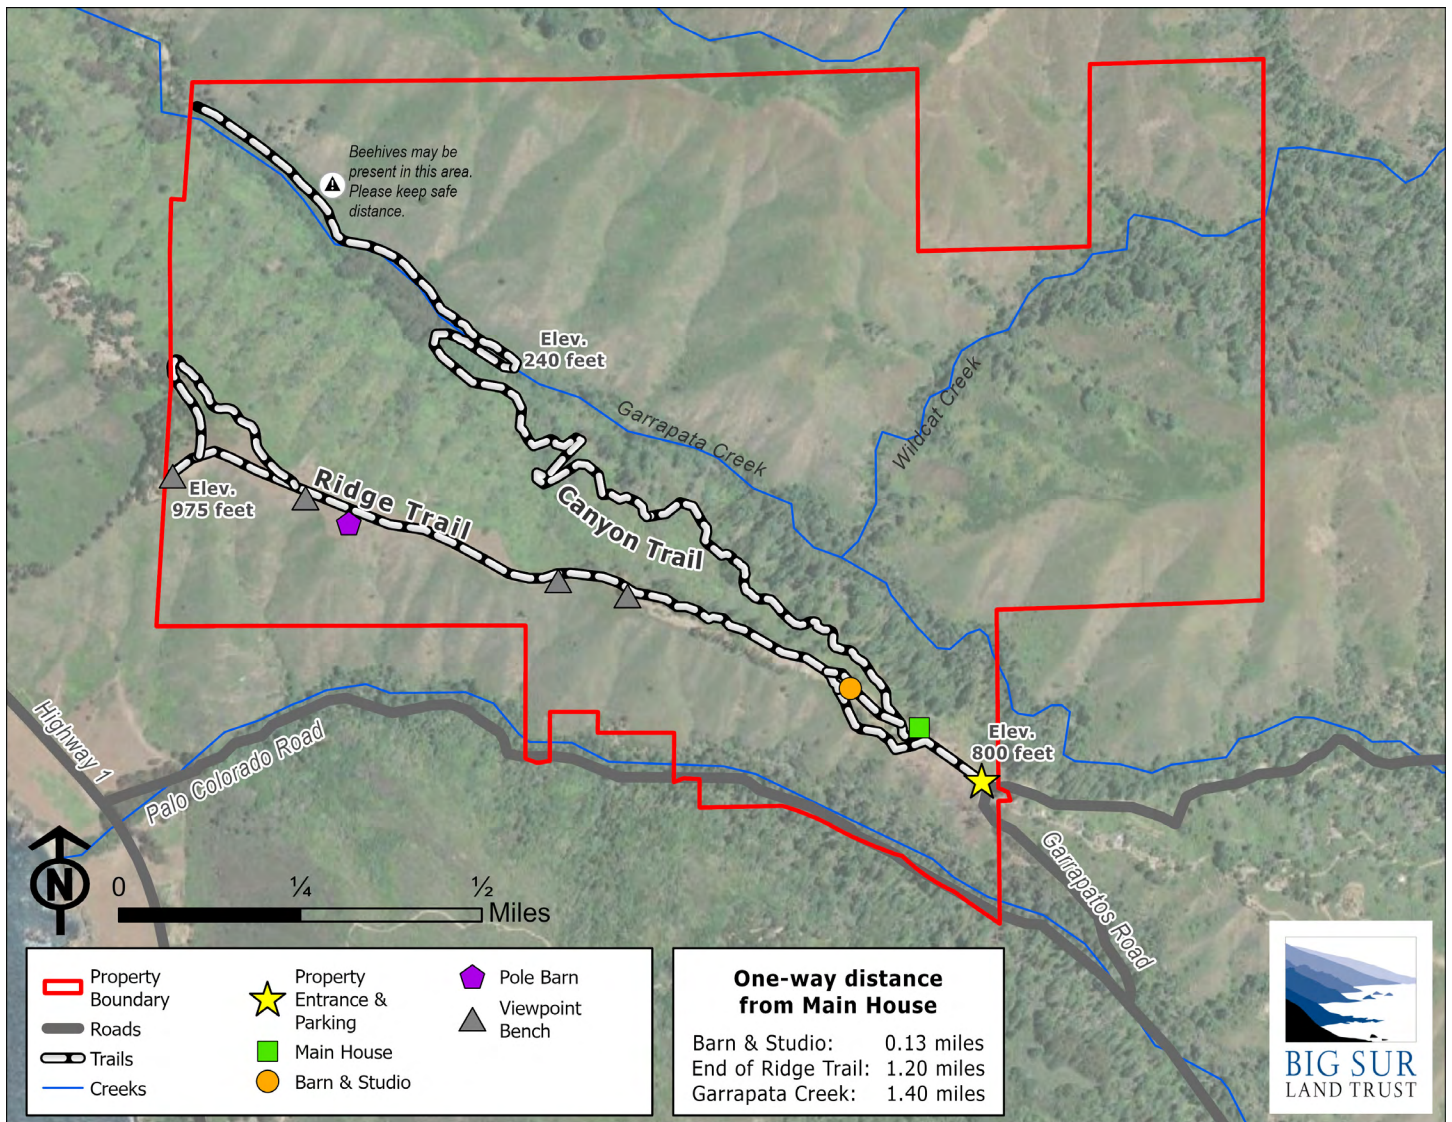 Beehives may be
present in this area.
Please keep safe
distance.
Elev.
240 feet
Garrapata Creek
Wildcat Creek
Ridge Trail
Elev.
975 feet
Canyon Trail
Elev.
800 feet
Highway 1
Palo Colorado Road
Garrapatos Road
N
0 ¼ ½ Miles
Property
Boundary
Roads
Trails
Creeks
Property
Entrance &
Parking
Main House
Barn & Studio
Pole Barn
Viewpoint
Bench
One-way distance
from Main House
Barn & Studio: 0.13 miles
End of Ridge Trail: 1.20 miles
Garrapata Creek: 1.40 miles
BIG SUR
LAND TRUST